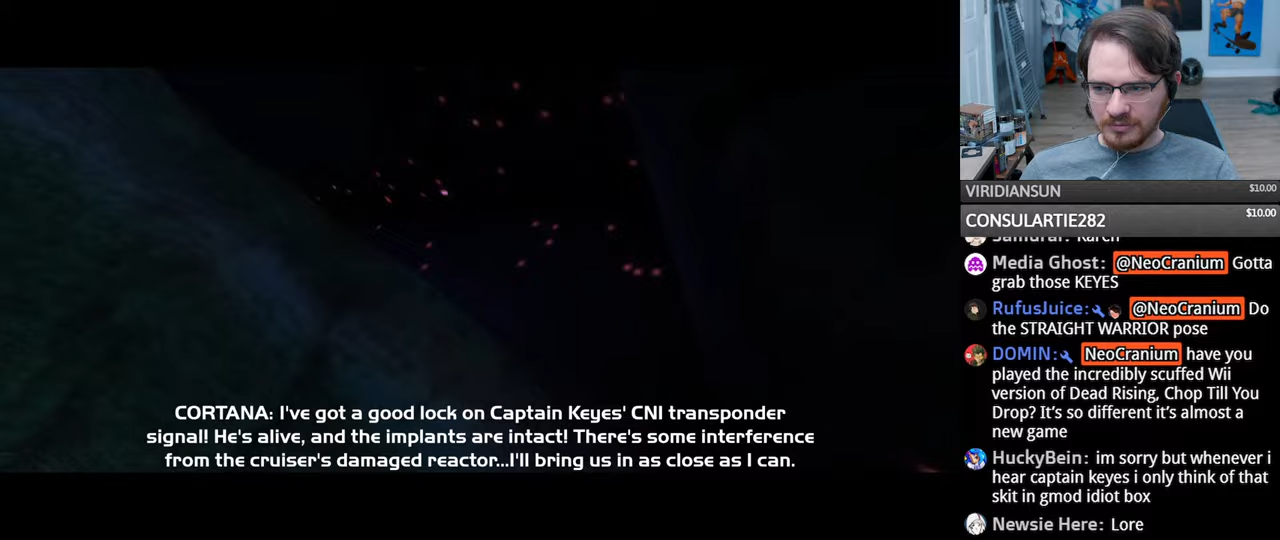 CORTANA: I've got a good lock on Captain Keyes' CNI transponder
signal! He's alive, and the implants are intact! There's some interference
from the cruiser's damaged reactor...I'll bring us in as close as I can.
VIRIDIANSUN $10.00
CONSULARTIE282 $10.00
Samurai: Karen
Media Ghost: @NeoCranium Gotta
grab those KEYES
RufusJuice: @NeoCranium Do
the STRAIGHT WARRIOR pose
DOMIN: NeoCranium have you
played the incredibly scuffed Wii
version of Dead Rising, Chop Till You
Drop? It's so different it's almost a
new game
HuckyBein: im sorry but whenever i
hear captain keyes i only think of that
skit in gmod idiot box
Newsie Here: Lore